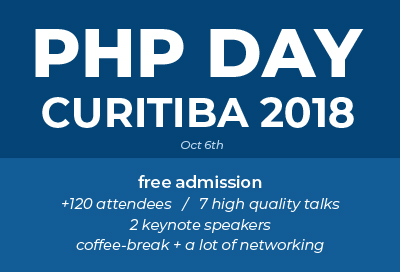 PHP DAY
CURITIBA 2018
Oct 6th
free admission
+120 attendees / 7 high quality talks
2 keynote speakers
coffee-break + a lot of networking